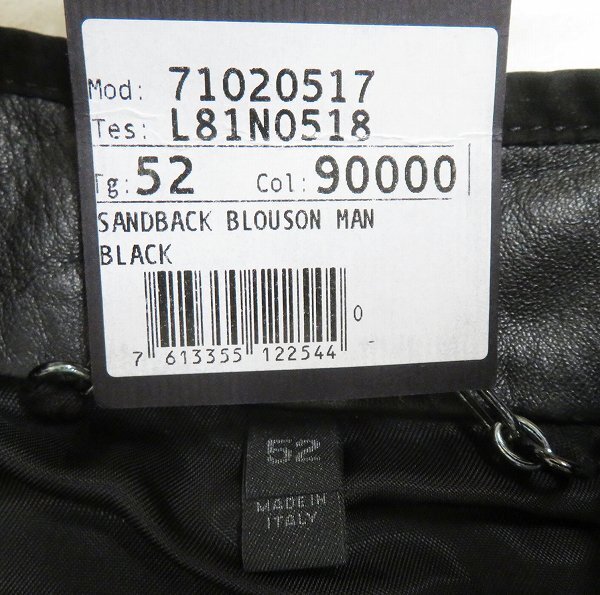 Mod: 71020517
Tes: L81N0518
Tg: 52 Col: 90000
SANDBACK BLOUSON MAN
BLACK
0
7 613355 122544
52
MADE IN
ITALY